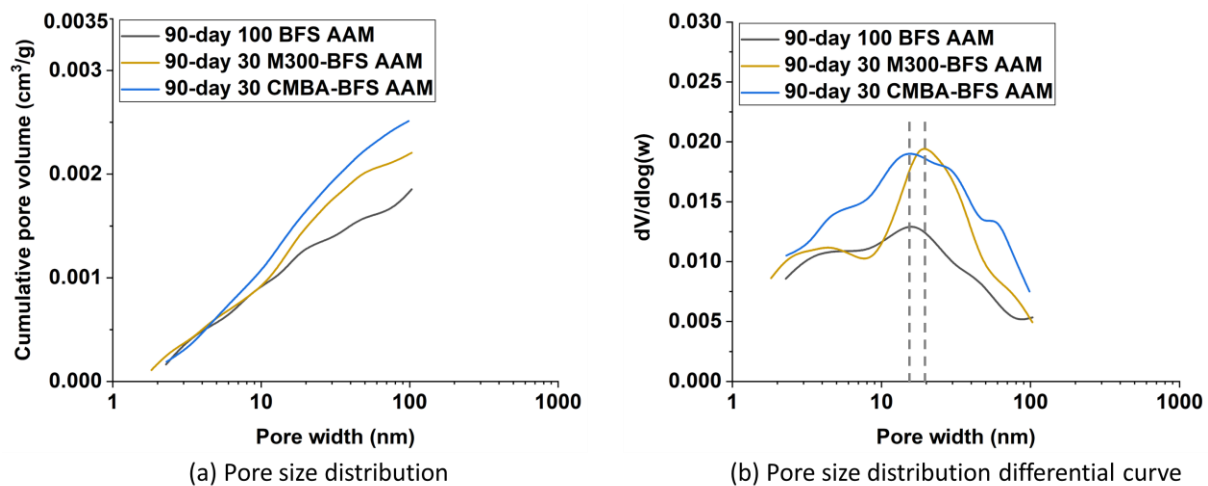 0.0035
0.003
0.002
0.001
0.000
Cumulative pore volume (cm³/g)
90-day 100 BFS AAM
90-day 30 M300-BFS AAM
90-day 30 CMBA-BFS AAM
1
10
100
1000
Pore width (nm)
(a) Pore size distribution
0.030
0.025
0.020
0.015
0.010
0.005
0.000
dV/dlog(w)
90-day 100 BFS AAM
90-day 30 M300-BFS AAM
90-day 30 CMBA-BFS AAM
1
10
100
1000
Pore width (nm)
(b) Pore size distribution differential curve